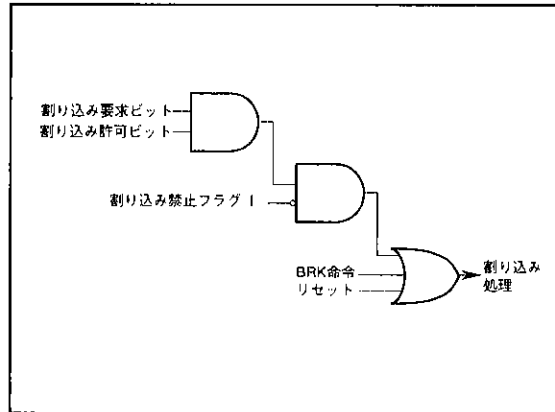 割り込み要求ビット
割り込み許可ビット
割り込み禁止フラグ I
BRK命令
リセット
割り込み
処理